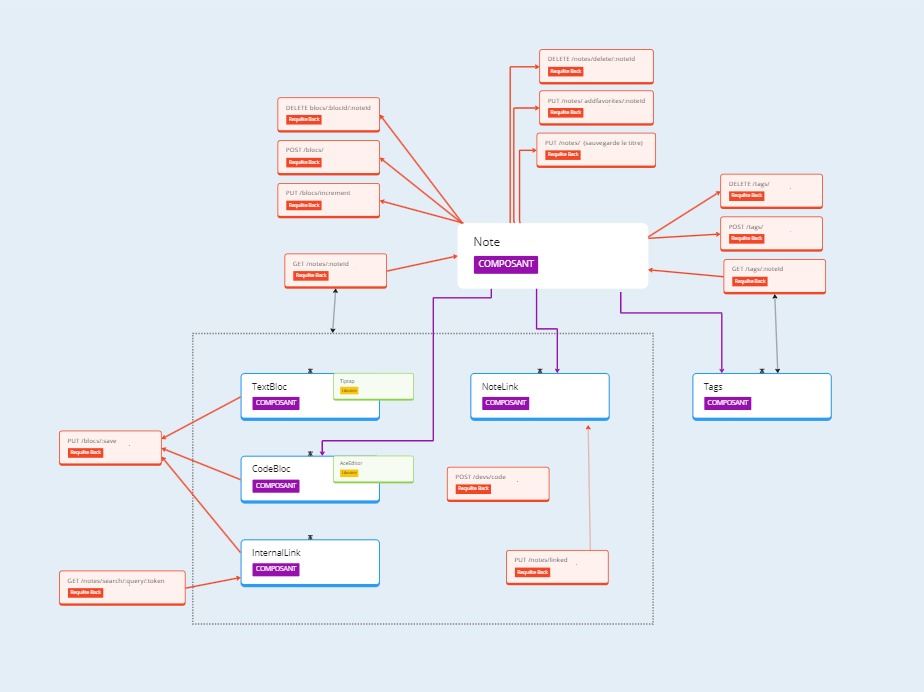 DELETE /notes/delete/:noteId
Requête Back
PUT /notes/ addfavorites/:noteId
Requête Back
PUT /notes/ (sauvegarde le titre)
Requête Back
DELETE blocs/:blocId/:noteId
Requête Back
POST /blocs/
Requête Back
PUT /blocs/increment
Requête Back
DELETE /tags/
Requête Back
POST /tags/
Requête Back
GET /tags/:noteId
Requête Back
Note
COMPOSANT
GET /notes/:noteId
Requête Back
TextBloc
COMPOSANT
Tiptap
Librairie
NoteLink
COMPOSANT
Tags
COMPOSANT
PUT /blocs/:save
Requête Back
CodeBloc
COMPOSANT
AceEditor
Librairie
POST /devs/code
Requête Back
InternalLink
COMPOSANT
PUT /notes/linked
Requête Back
GET /notes/search/:query/:token
Requête Back